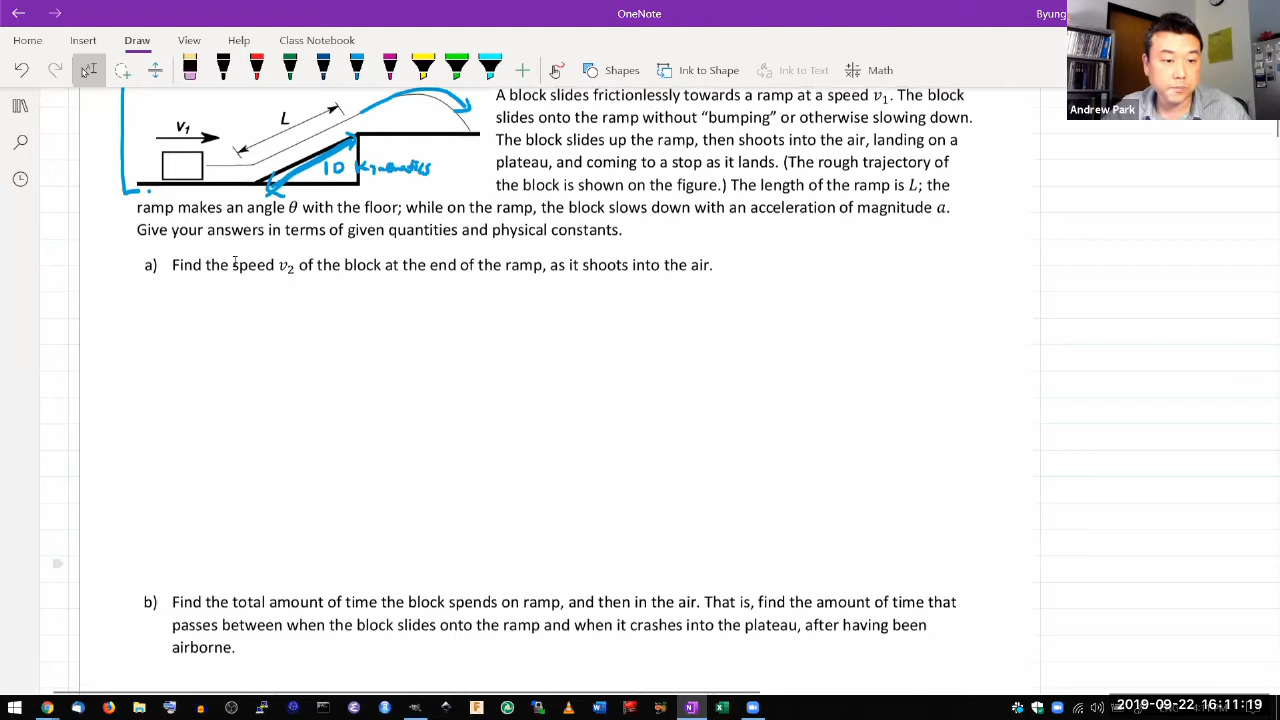 OneNote
Byung
Home Insert Draw View Help Class Notebook
Shapes Ink to Shape Ink to Text Math
Andrew Park
L
v1
1D Kinematics
A block slides frictionlessly towards a ramp at a speed v₁. The block
slides onto the ramp without “bumping” or otherwise slowing down.
The block slides up the ramp, then shoots into the air, landing on a
plateau, and coming to a stop as it lands. (The rough trajectory of
the block is shown on the figure.) The length of the ramp is L; the
ramp makes an angle θ with the floor; while on the ramp, the block slows down with an acceleration of magnitude a.
Give your answers in terms of given quantities and physical constants.
a) Find the speed v₂ of the block at the end of the ramp, as it shoots into the air.
b) Find the total amount of time the block spends on ramp, and then in the air. That is, find the amount of time that
passes between when the block slides onto the ramp and when it crashes into the plateau, after having been
airborne.
2019-09-22 16:11:19